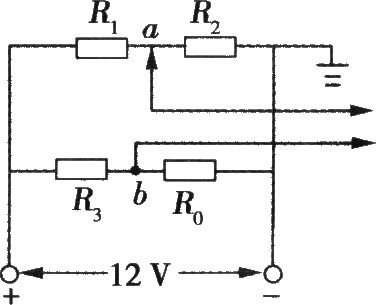 R₁ a R₂
b
R₃ R₀
12 V
+ −